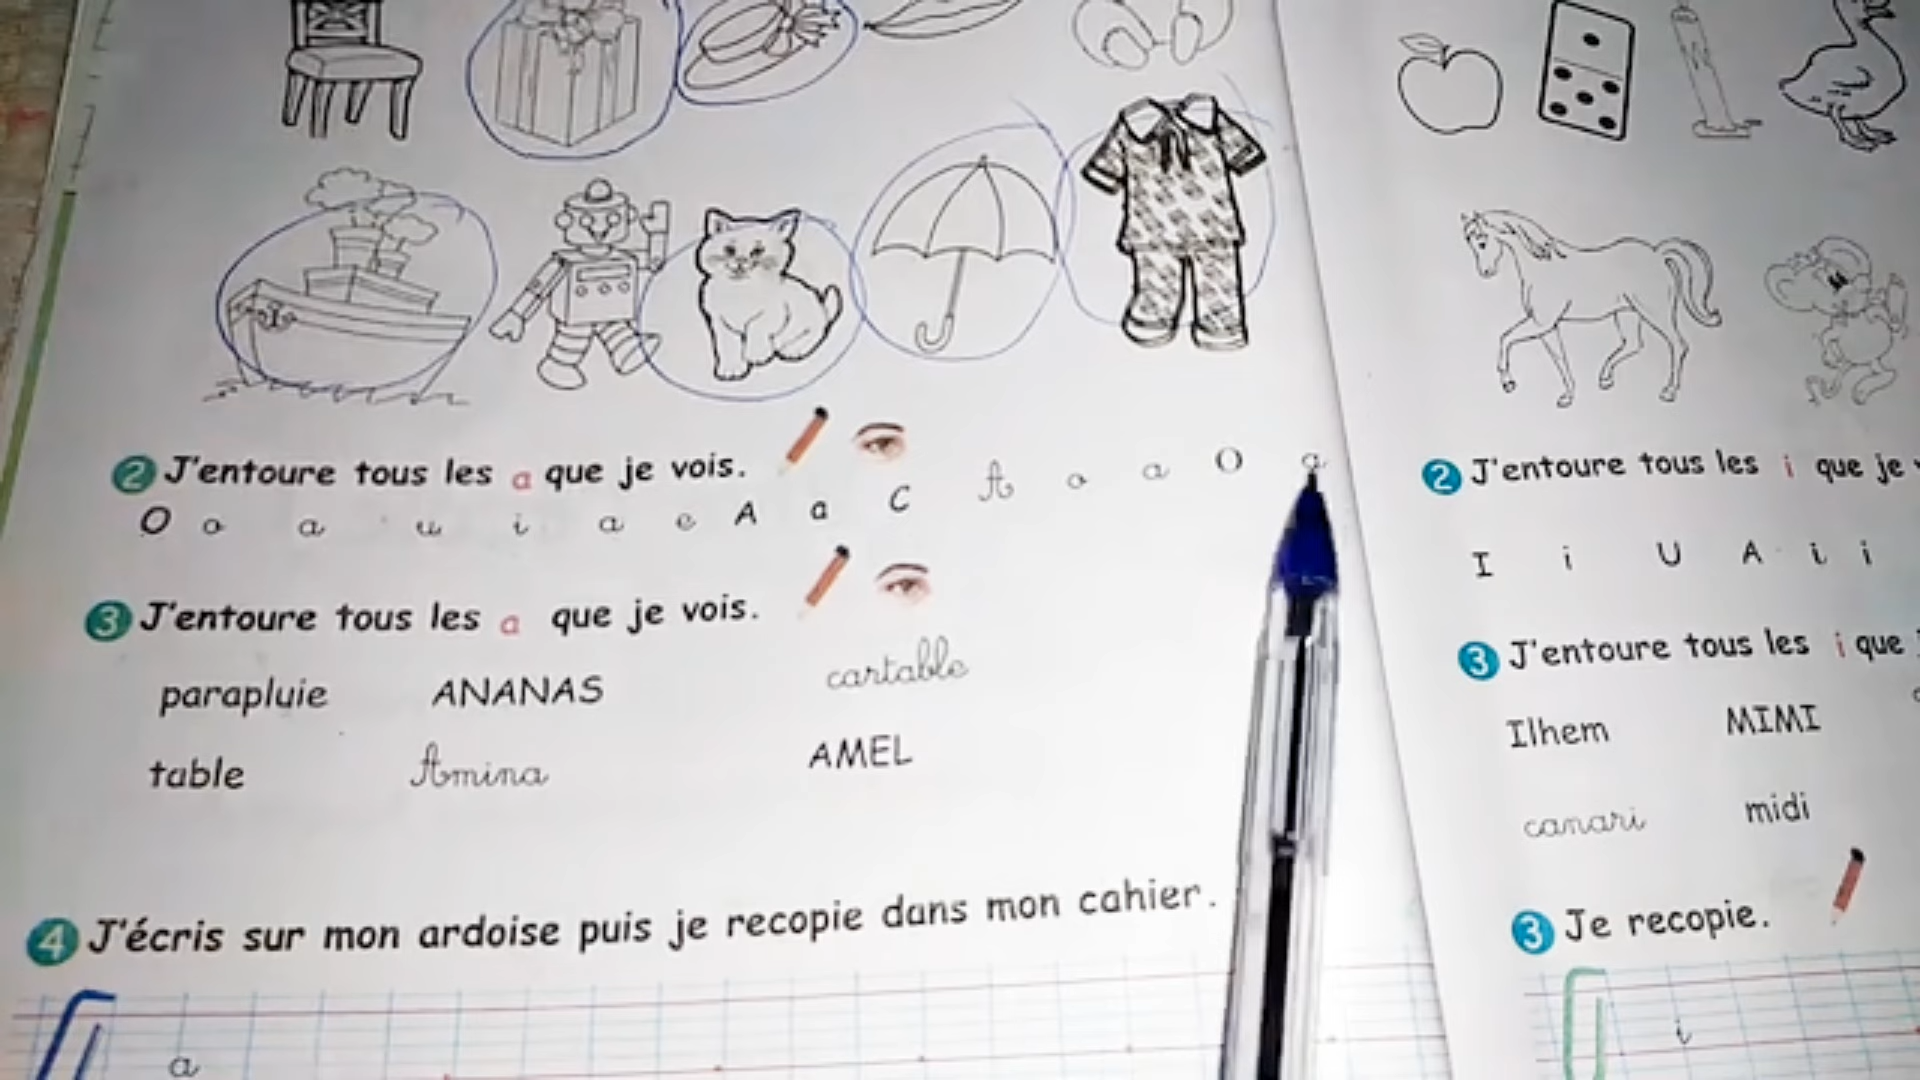 2 J'entoure tous les a que je vois.
O o a u i a e A a C A o a O a
3 J'entoure tous les a que je vois.
parapluie ANANAS cartable
table Amina AMEL
4 J'écris sur mon ardoise puis je recopie dans mon cahier.
a
2 J'entoure tous les i que je
I i U A i i
3 J'entoure tous les i que
Ilhem MIMI
canari midi
3 Je recopie.
i